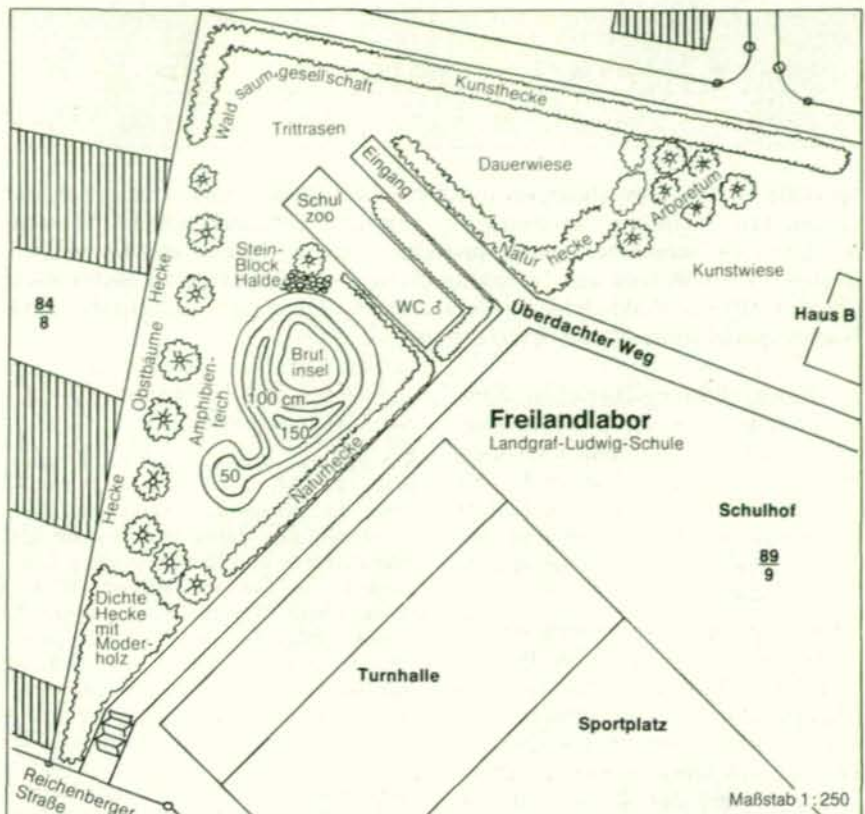 Wald saum-gesellschaft
Kunsthecke
Trittrasen
Eingang
Dauerwiese
Arboretum
Schul
zoo
Natur hecke
Stein-
Block
Halde
Kunstwiese
Hecke
84
8
WC ♂
Überdachter Weg
Haus B
Obstbäume
Amphibien-
teich
Brut
insel
100 cm
150
50
Freilandlabor
Landgraf-Ludwig-Schule
Naturhecke
Hecke
Schulhof
89
9
Dichte
Hecke
mit
Moder-
holz
Turnhalle
Sportplatz
Reichenberger
Straße
Maßstab 1:250